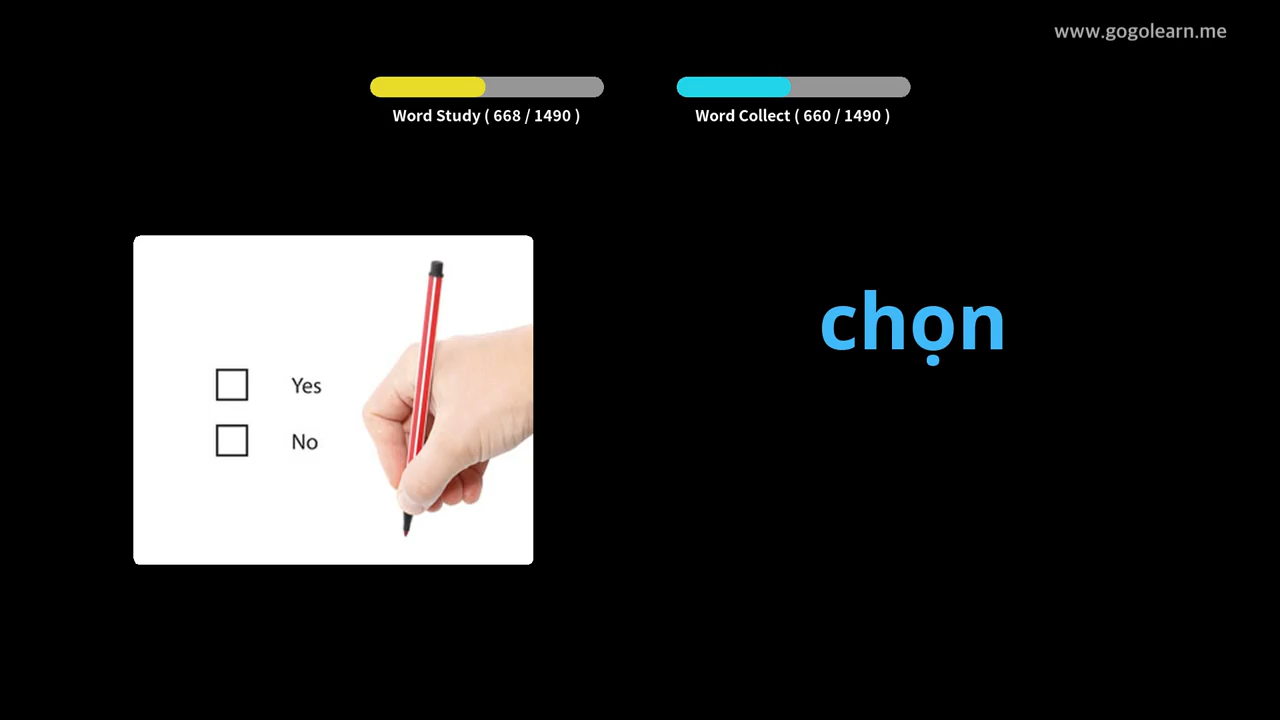 www.gogolearn.me
Word Study ( 668 / 1490 )
Word Collect ( 660 / 1490 )
chọn
Yes
No